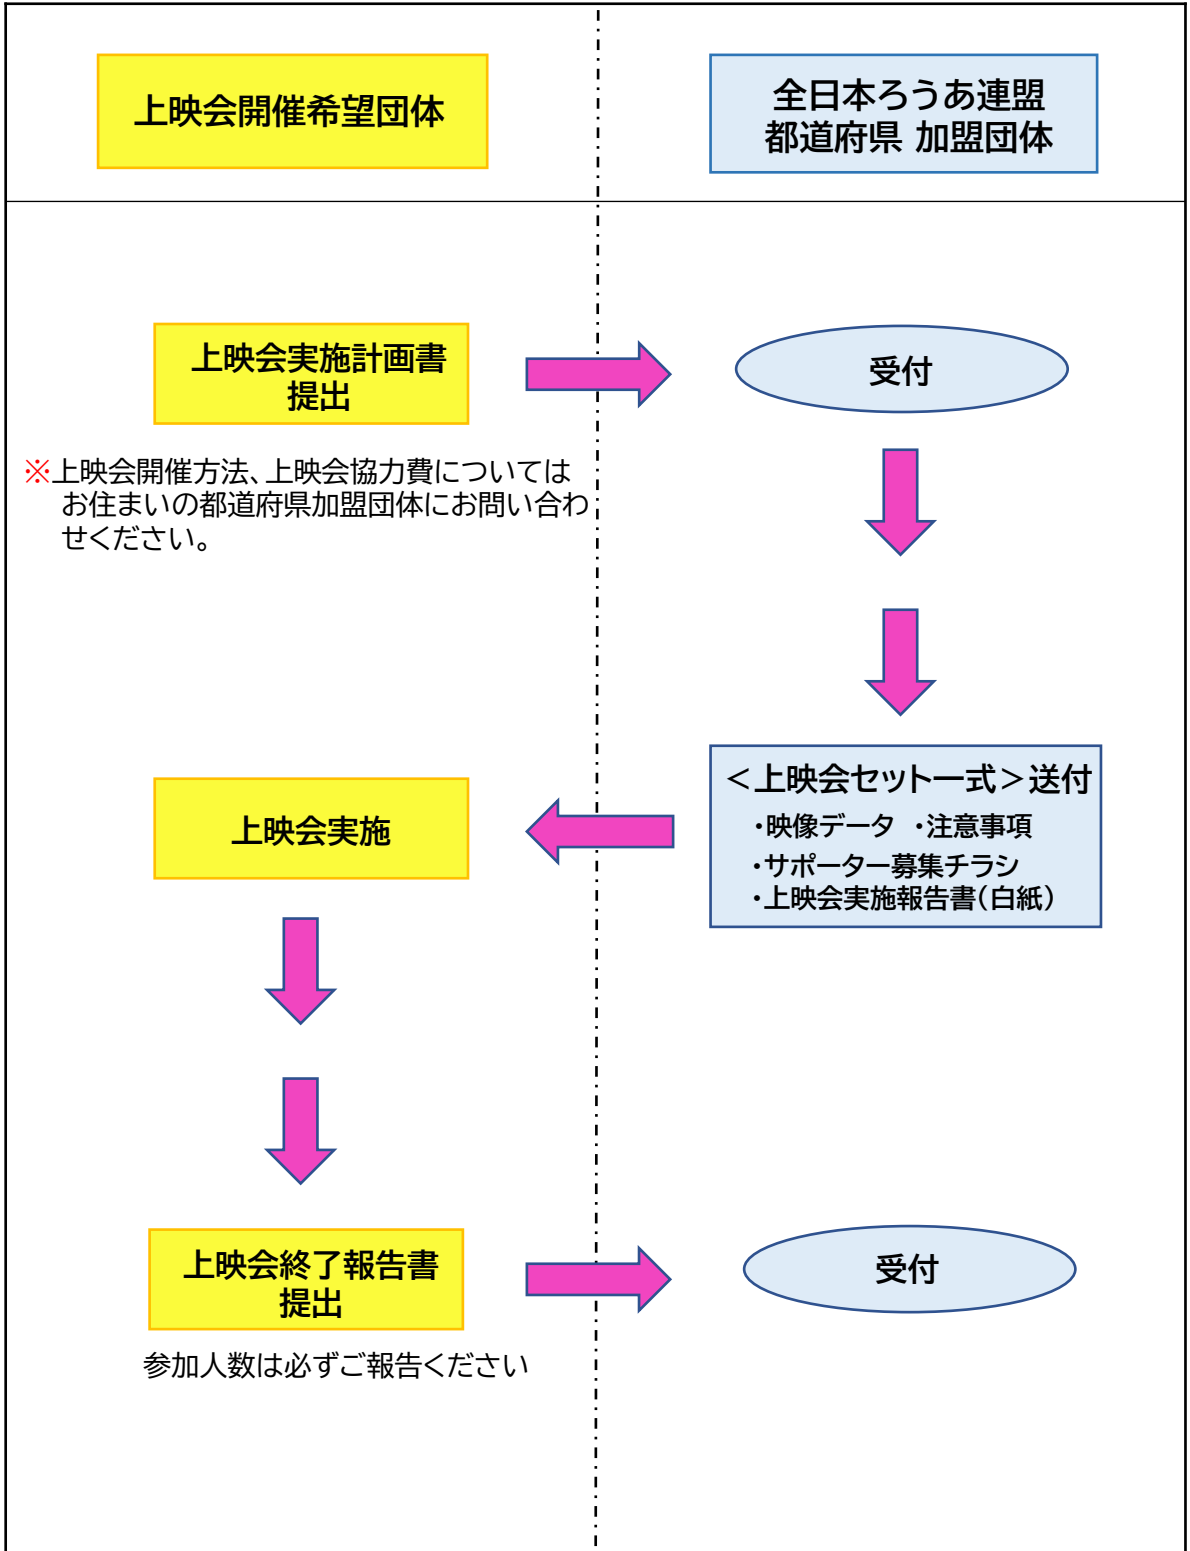 上映会開催希望団体
全日本ろうあ連盟
都道府県 加盟団体
上映会実施計画書
提出
受付
※上映会開催方法、上映会協力費については
お住まいの都道府県加盟団体にお問い合わ
せください。
＜上映会セット一式＞送付
・映像データ ・注意事項
・サポーター募集チラシ
・上映会実施報告書（白紙）
上映会実施
上映会終了報告書
提出
受付
参加人数は必ずご報告ください